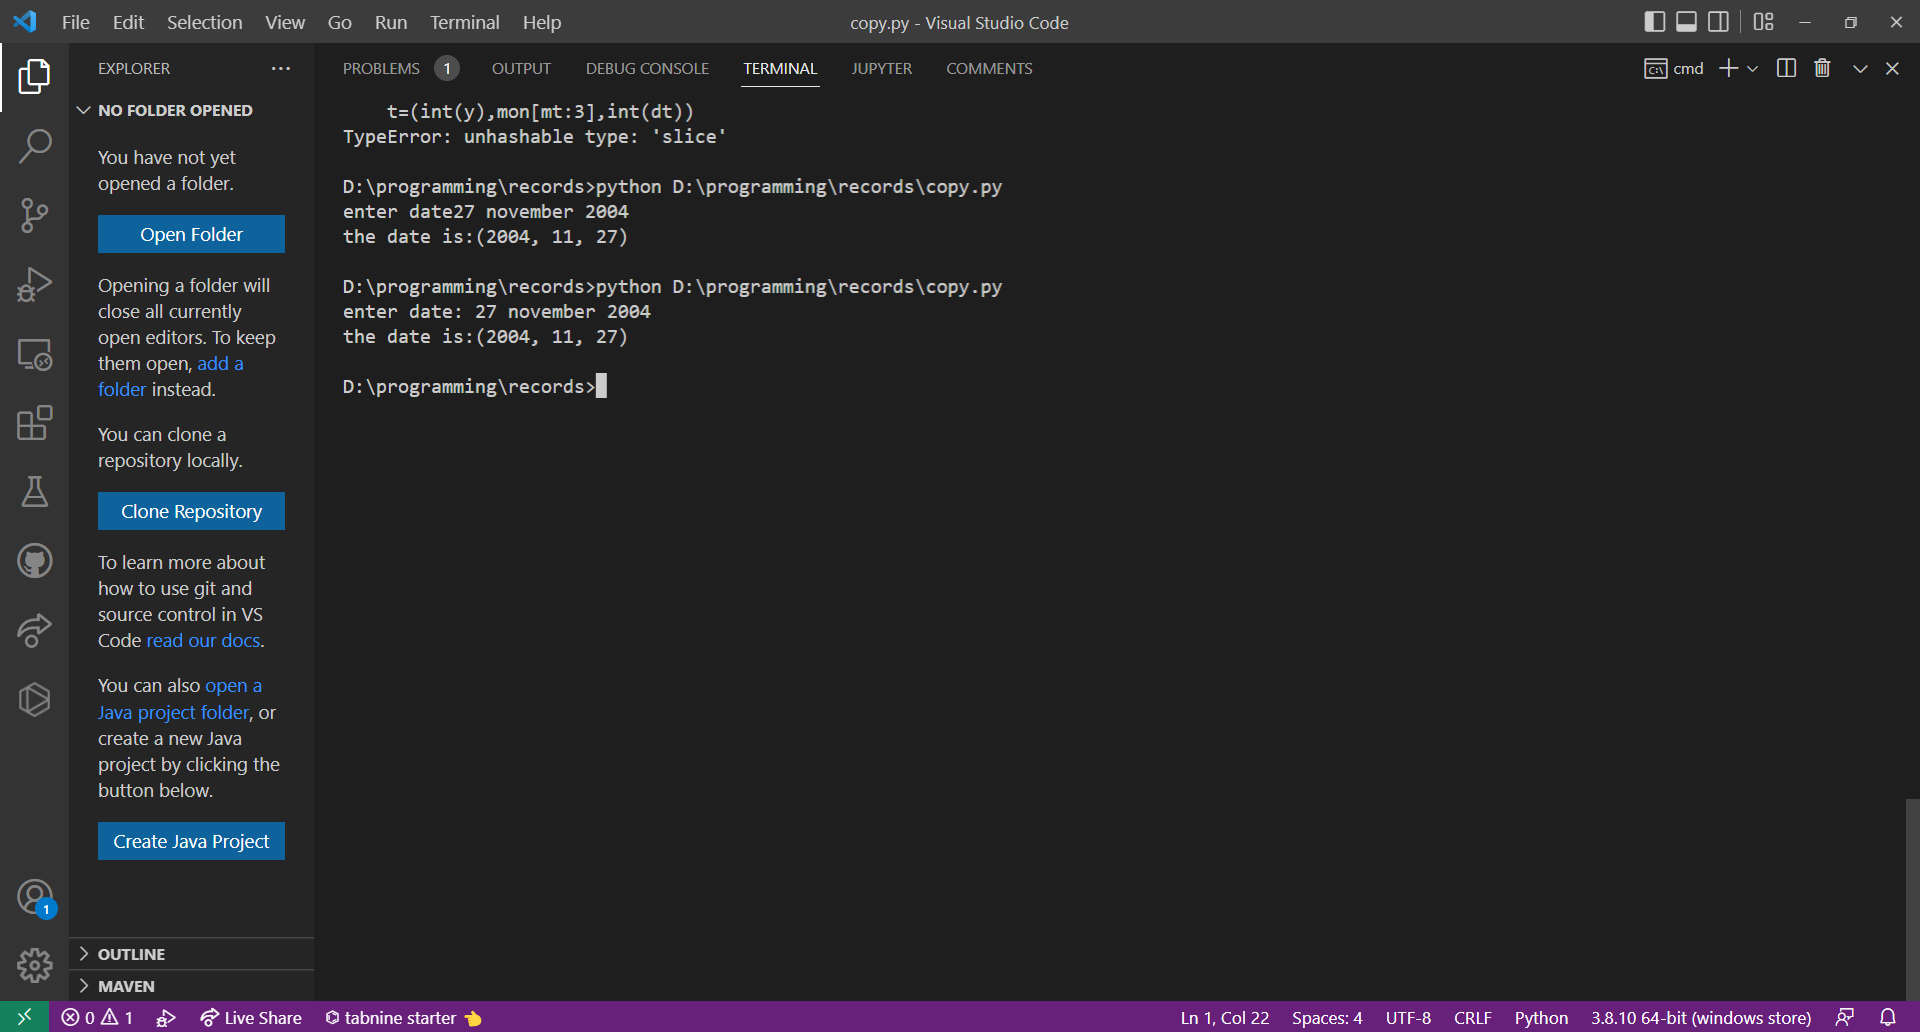 File Edit Selection View Go Run Terminal Help
copy.py - Visual Studio Code
EXPLORER
NO FOLDER OPENED
You have not yet
opened a folder.
Open Folder
Opening a folder will
close all currently
open editors. To keep
them open, add a
folder instead.
You can clone a
repository locally.
Clone Repository
To learn more about
how to use git and
source control in VS
Code read our docs.
You can also open a
Java project folder, or
create a new Java
project by clicking the
button below.
Create Java Project
1
OUTLINE
MAVEN
PROBLEMS 1 OUTPUT DEBUG CONSOLE TERMINAL JUPYTER COMMENTS
cmd
t=(int(y),mon[mt:3],int(dt))
TypeError: unhashable type: 'slice'
D:\programming\records>python D:\programming\records\copy.py
enter date27 november 2004
the date is:(2004, 11, 27)
D:\programming\records>python D:\programming\records\copy.py
enter date: 27 november 2004
the date is:(2004, 11, 27)
D:\programming\records>
0 1 Live Share tabnine starter
Ln 1, Col 22 Spaces: 4 UTF-8 CRLF Python 3.8.10 64-bit (windows store)